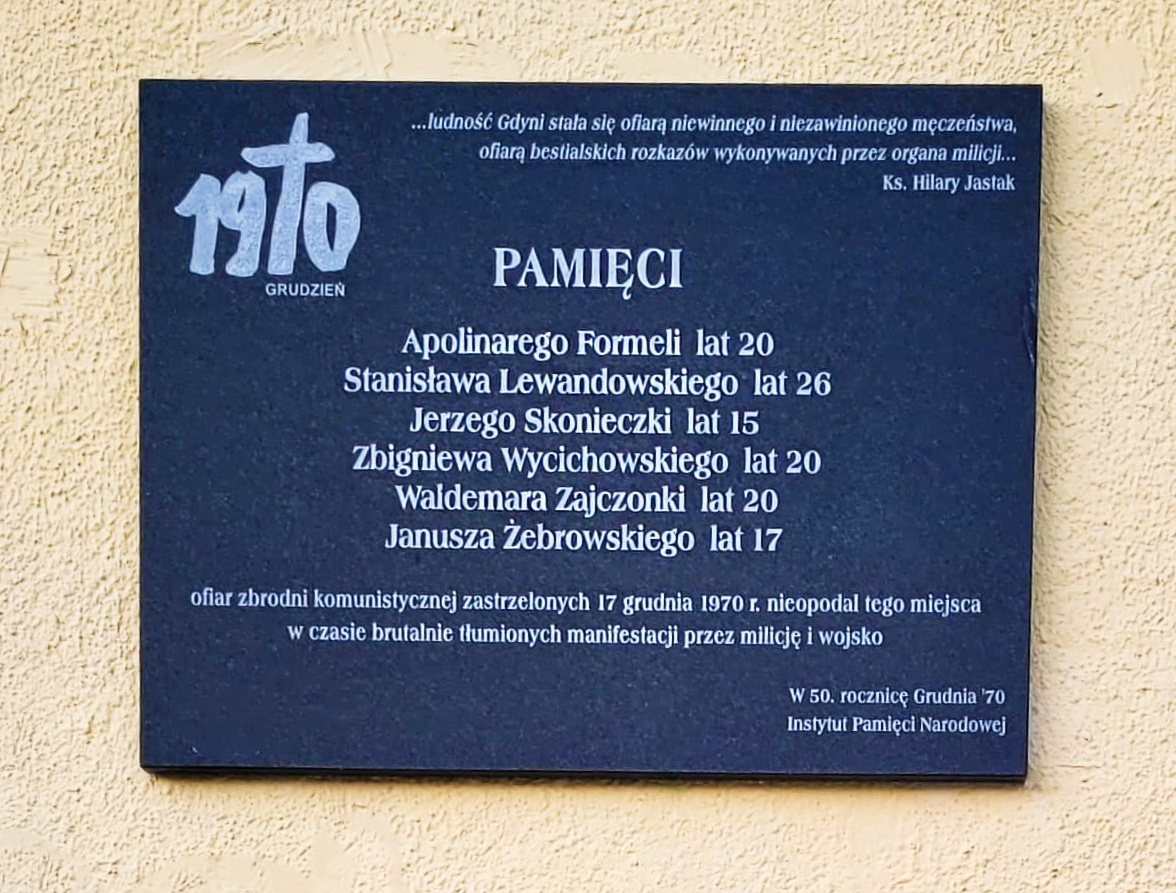 1970
GRUDZIEŃ
...ludność Gdyni stała się ofiarą niewinnego i niezawinionego męczeństwa,
ofiarą bestialskich rozkazów wykonywanych przez organa milicji...
Ks. Hilary Jastak
PAMIĘCI
Apolinarego Formeli lat 20
Stanisława Lewandowskiego lat 26
Jerzego Skonieczki lat 15
Zbigniewa Wycichowskiego lat 20
Waldemara Zajczonki lat 20
Janusza Żebrowskiego lat 17
ofiar zbrodni komunistycznej zastrzelonych 17 grudnia 1970 r. nieopodal tego miejsca
w czasie brutalnie tłumionych manifestacji przez milicję i wojsko
W 50. rocznicę Grudnia '70
Instytut Pamięci Narodowej